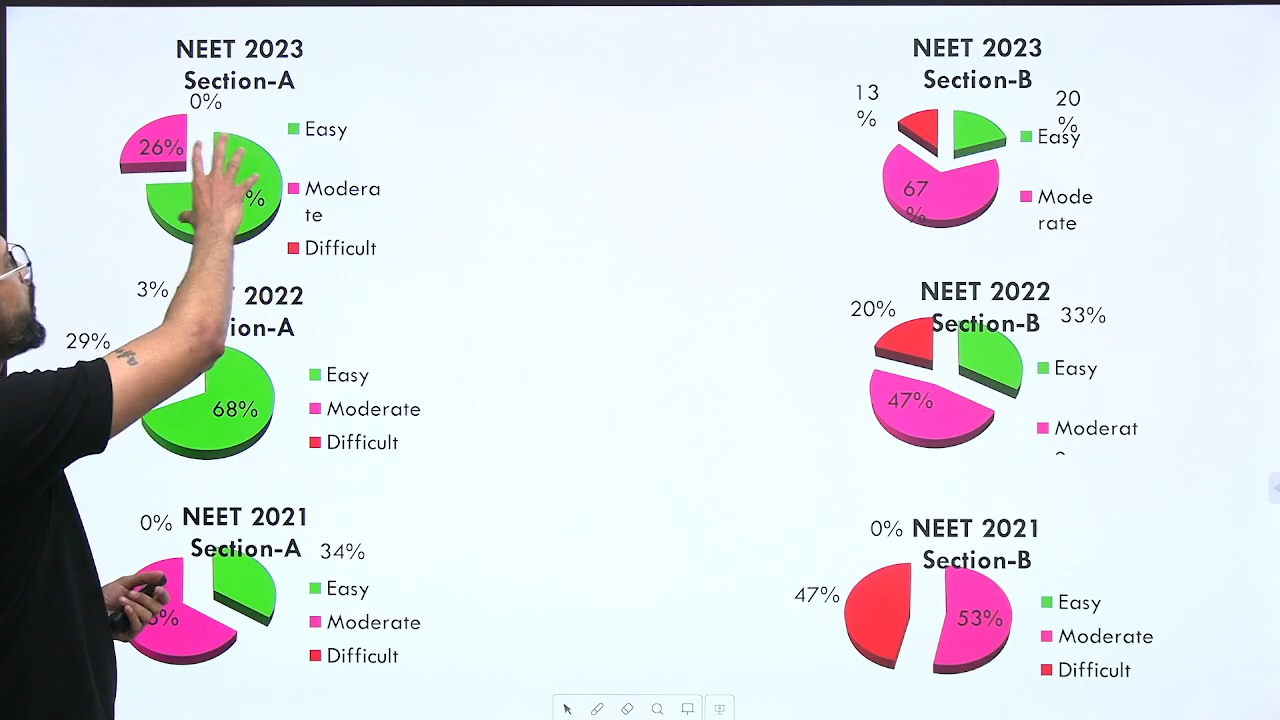 NEET 2023
Section-A
0%
26%
%
Easy
Modera
te
Difficult
NEET 2023
Section-B
13
%
20
%
67
%
Easy
Mode
rate
3%
2022
ion-A
29%
68%
Easy
Moderate
Difficult
NEET 2022
Section-B
20%
33%
47%
Easy
Moderat
0%
NEET 2021
Section-A
34%
%
Easy
Moderate
Difficult
0%
NEET 2021
Section-B
47%
53%
Easy
Moderate
Difficult